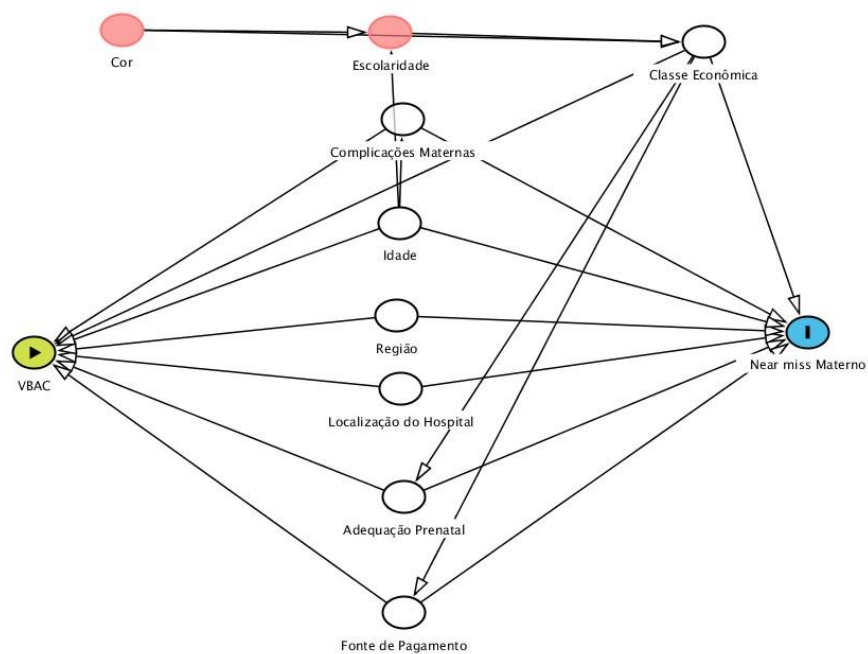 Cor
Escolaridade
Classe Econômica
Complicações Maternas
Idade
Região
VBAC
Near miss Materno
Localização do Hospital
Adequação Prenatal
Fonte de Pagamento